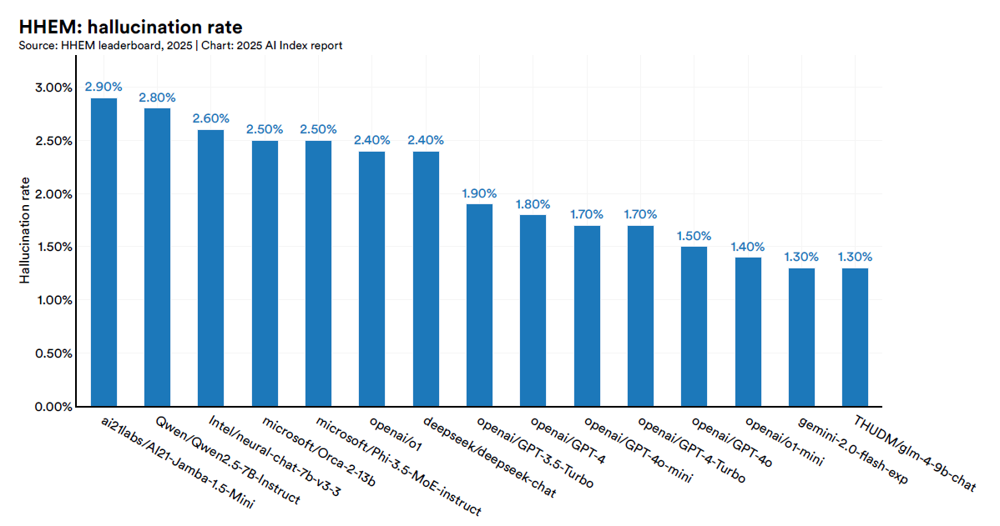 HHEM: hallucination rate
Source: HHEM leaderboard, 2025 | Chart: 2025 AI Index report
Hallucination rate
3.00%
2.50%
2.00%
1.50%
1.00%
0.50%
0.00%
2.90%
2.80%
2.60%
2.50%
2.50%
2.40%
2.40%
1.90%
1.80%
1.70%
1.70%
1.50%
1.40%
1.30%
1.30%
ai21labs/AI21-Jamba-1.5-Mini
Qwen/Qwen2.5-7B-Instruct
Intel/neural-chat-7b-v3-3
microsoft/Orca-2-13b
microsoft/Phi-3.5-MoE-instruct
openai/o1
deepseek/deepseek-chat
openai/GPT-3.5-Turbo
openai/GPT-4
openai/GPT-4o-mini
openai/GPT-4-Turbo
openai/GPT-4o
openai/o1-mini
gemini-2.0-flash-exp
THUDM/glm-4-9b-chat